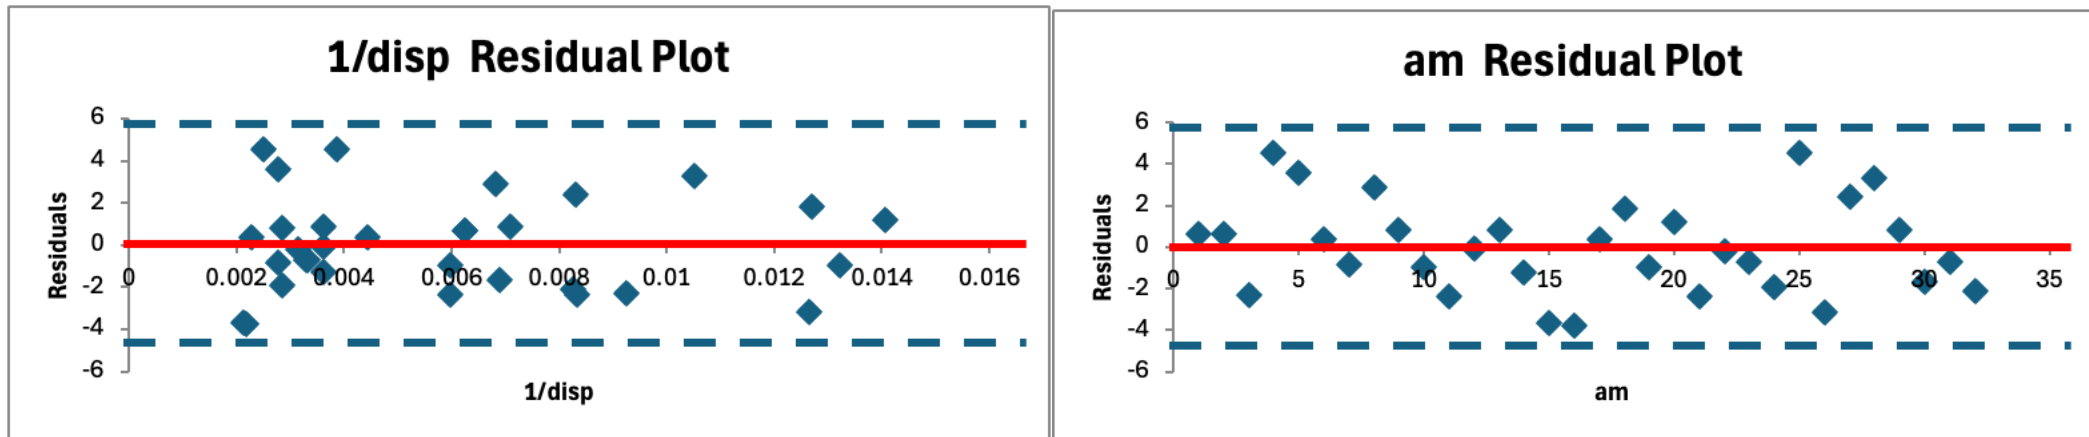 1/disp Residual Plot
6
4
2
0
-2
-4
-6
Residuals
0 0.002 0.004 0.006 0.008 0.01 0.012 0.014 0.016
1/disp
am Residual Plot
6
4
2
0
-2
-4
-6
Residuals
0 5 10 15 20 25 30 35
am